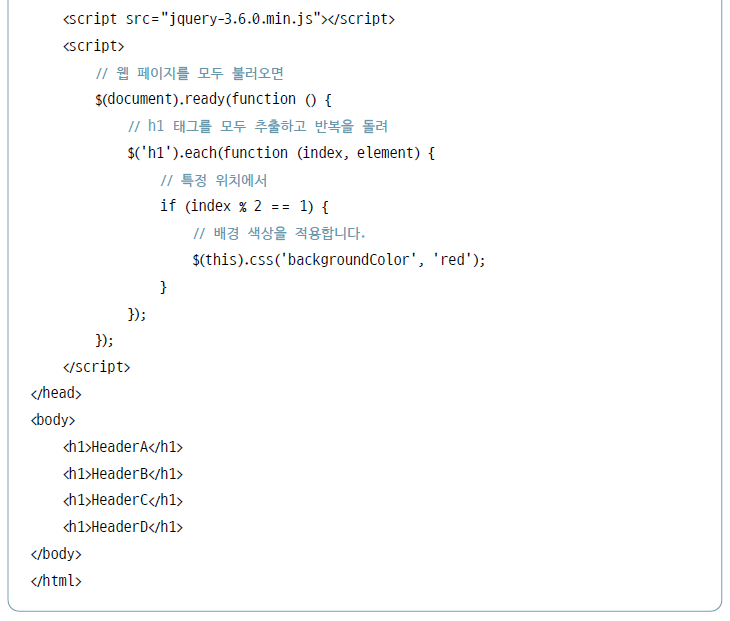 <script src="jquery-3.6.0.min.js"></script>
<script>
// 웹 페이지를 모두 불러오면
$(document).ready(function () {
// h1 태그를 모두 추출하고 반복을 돌려
$('h1').each(function (index, element) {
// 특정 위치에서
if (index % 2 == 1) {
// 배경 색상을 적용합니다.
$(this).css('backgroundColor', 'red');
}
});
});
</script>
</head>
<body>
<h1>HeaderA</h1>
<h1>HeaderB</h1>
<h1>HeaderC</h1>
<h1>HeaderD</h1>
</body>
</html>